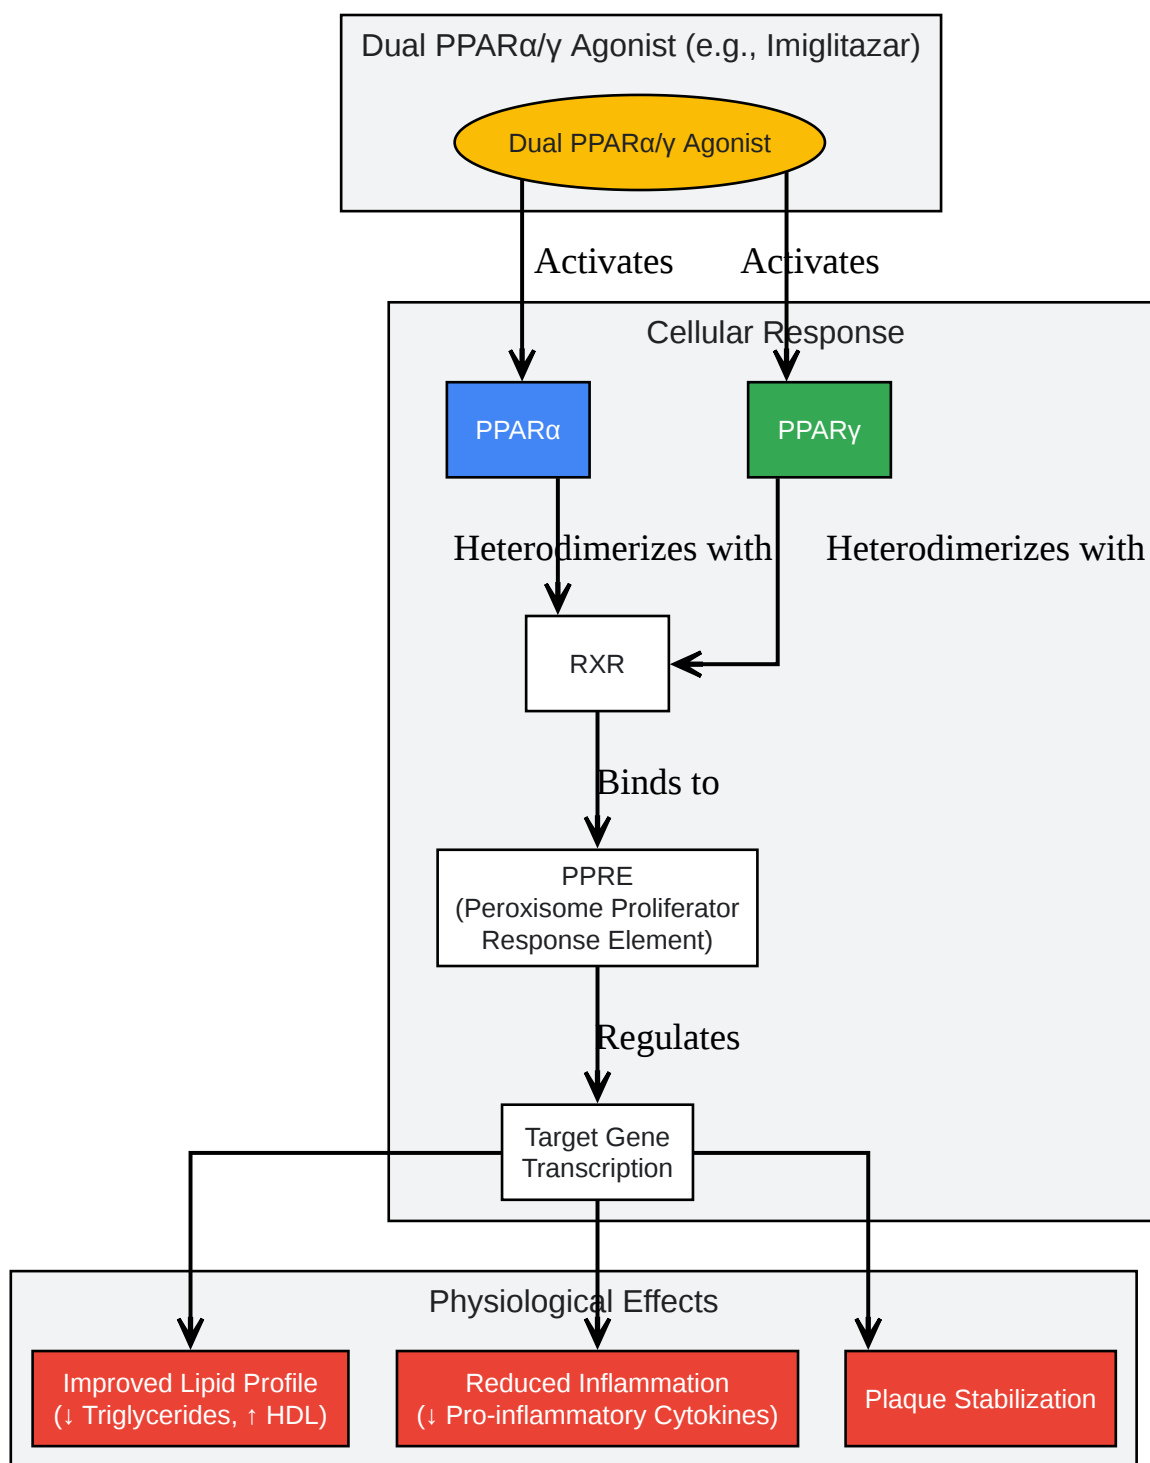 Dual PPARα/γ Agonist (e.g., Imiglitazar)
Dual PPARα/γ Agonist
Activates
Activates
Cellular Response
PPARα
PPARγ
Heterodimerizes with
Heterodimerizes with
RXR
Binds to
PPRE
(Peroxisome Proliferator
Response Element)
Regulates
Target Gene
Transcription
Physiological Effects
Improved Lipid Profile
(↓ Triglycerides, ↑ HDL)
Reduced Inflammation
(↓ Pro-inflammatory Cytokines)
Plaque Stabilization